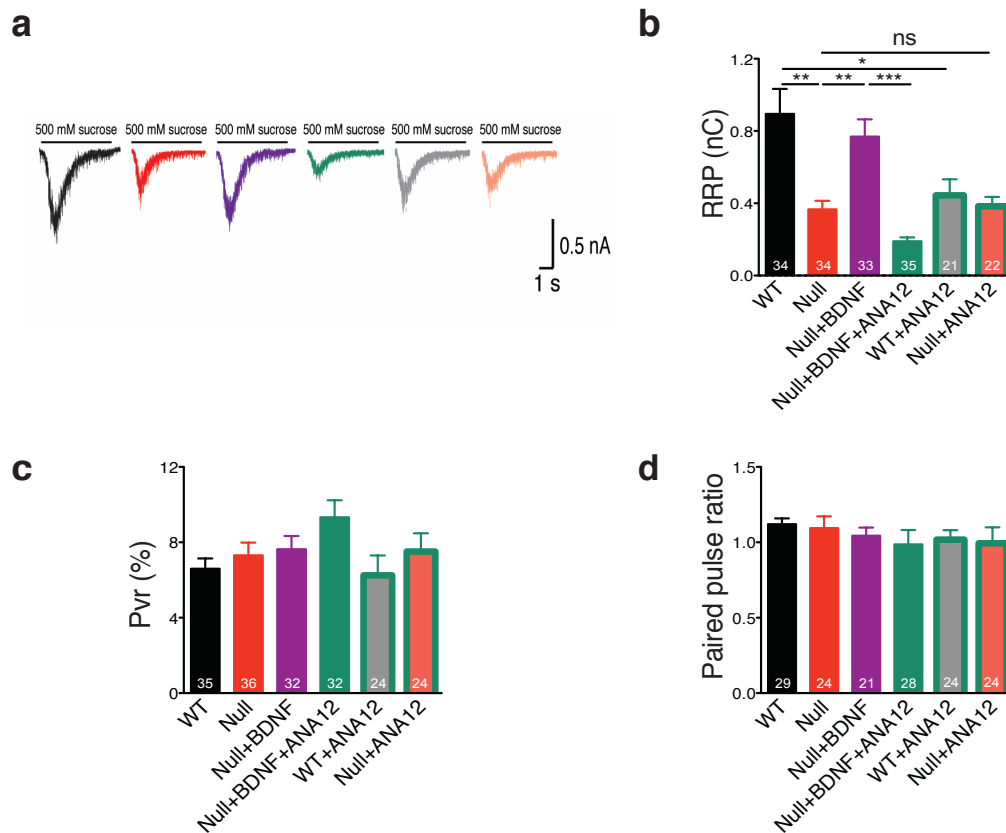 a
500 mM sucrose 500 mM sucrose 500 mM sucrose 500 mM sucrose 500 mM sucrose 500 mM sucrose
0.5 nA
1 s
b
ns
*
** ** ***
RRP (nC)
1.2
0.8
0.4
0.0
34 34 33 35 21 22
WT
Null
Null+BDNF
Null+BDNF+ANA12
WT+ANA12
Null+ANA12
c
Pvr (%)
12
8
4
0
35 36 32 32 24 24
WT
Null
Null+BDNF
Null+BDNF+ANA12
WT+ANA12
Null+ANA12
d
Paired pulse ratio
1.5
1.0
0.5
0.0
29 24 21 28 24 24
WT
Null
Null+BDNF
Null+BDNF+ANA12
WT+ANA12
Null+ANA12